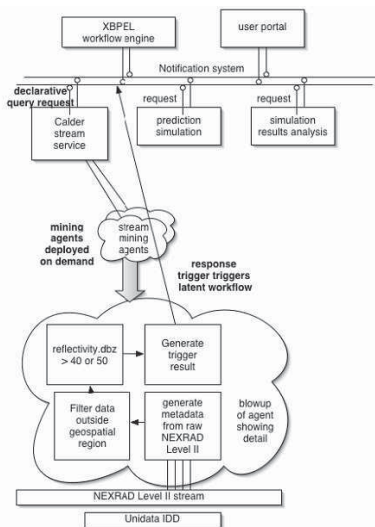 XBPEL
workflow engine
user portal
Notification system
declarative
query request
request
request
Calder
stream
service
prediction
simulation
simulation
results analysis
mining
agents
deployed
on demand
stream
mining
agents
response
trigger triggers
latent workflow
reflectivity.dbz
> 40 or 50
Generate
trigger
result
Filter data
outside
geospatial
region
generate
metadata
from raw
NEXRAD
Level II
blowup
of agent
showing
detail
NEXRAD Level II stream
Unidata IDD